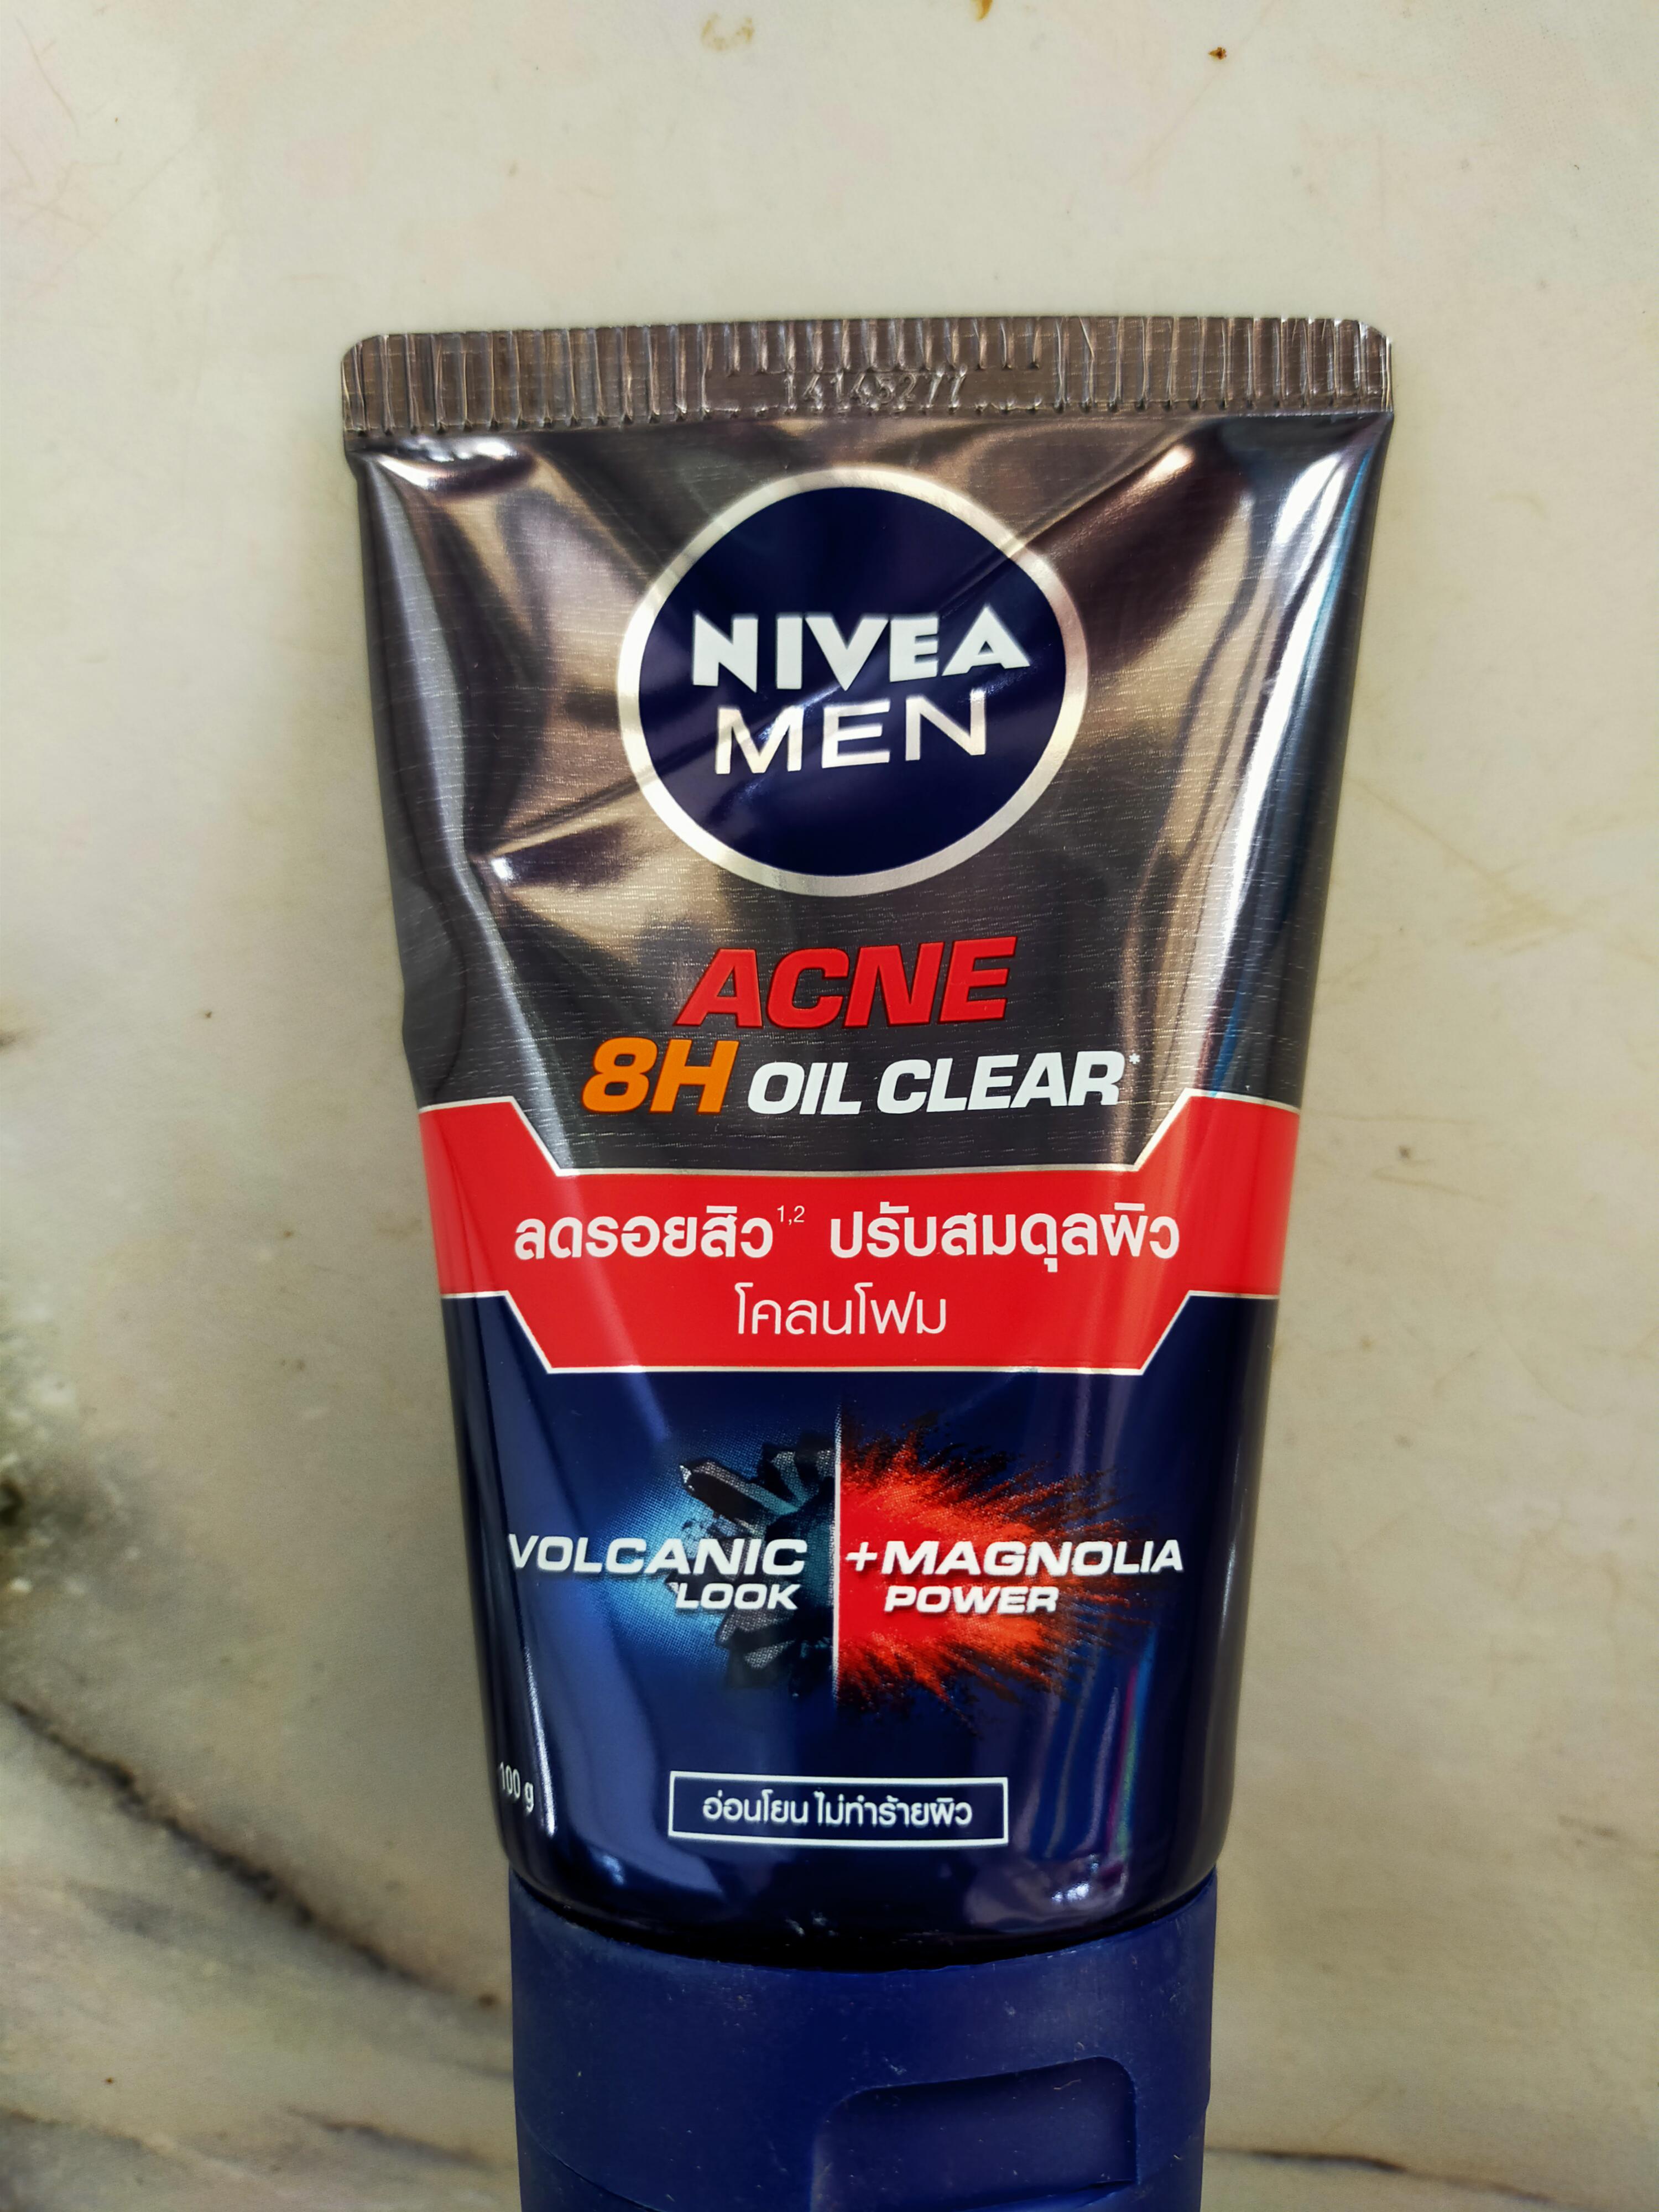 14145277
NIVEA
MEN
ACNE
8H OIL CLEAR*
ลดรอยสิว1,2 ปรับสมดุลผิว
โคลนโฟม
VOLCANIC +MAGNOLIA
LOOK POWER
100 g
อ่อนโยน ไม่ทำร้ายผิว